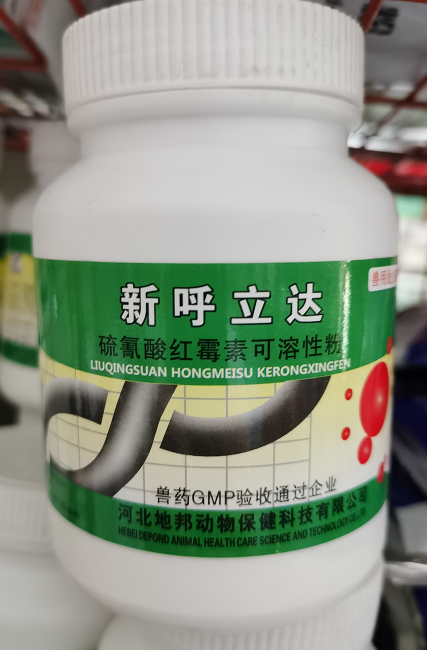 兽用
新呼立达
硫氰酸红霉素可溶性粉
LIUQINGSUAN HONGMEISU KERONGXINGFEN
兽药GMP验收通过企业
河北地邦动物保健科技有限公司
HEBEI DEPOND ANIMAL HEALTH CARE SCIENCE AND TECHNOLOGY CO.,LTD.